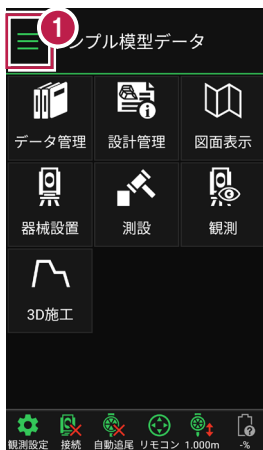 1
ンプル模型データ
データ管理 設計管理 図面表示
器械設置 測設 観測
3D施工
観測設定 接続 自動追尾 リモコン 1.000m -%